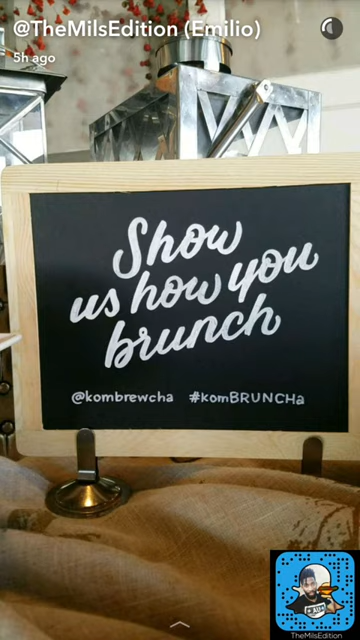 @TheMilsEdition (Emilio)
5h ago
Show
us how you
brunch
@kombrewcha #komBRUNCHa
TheMilsEdition